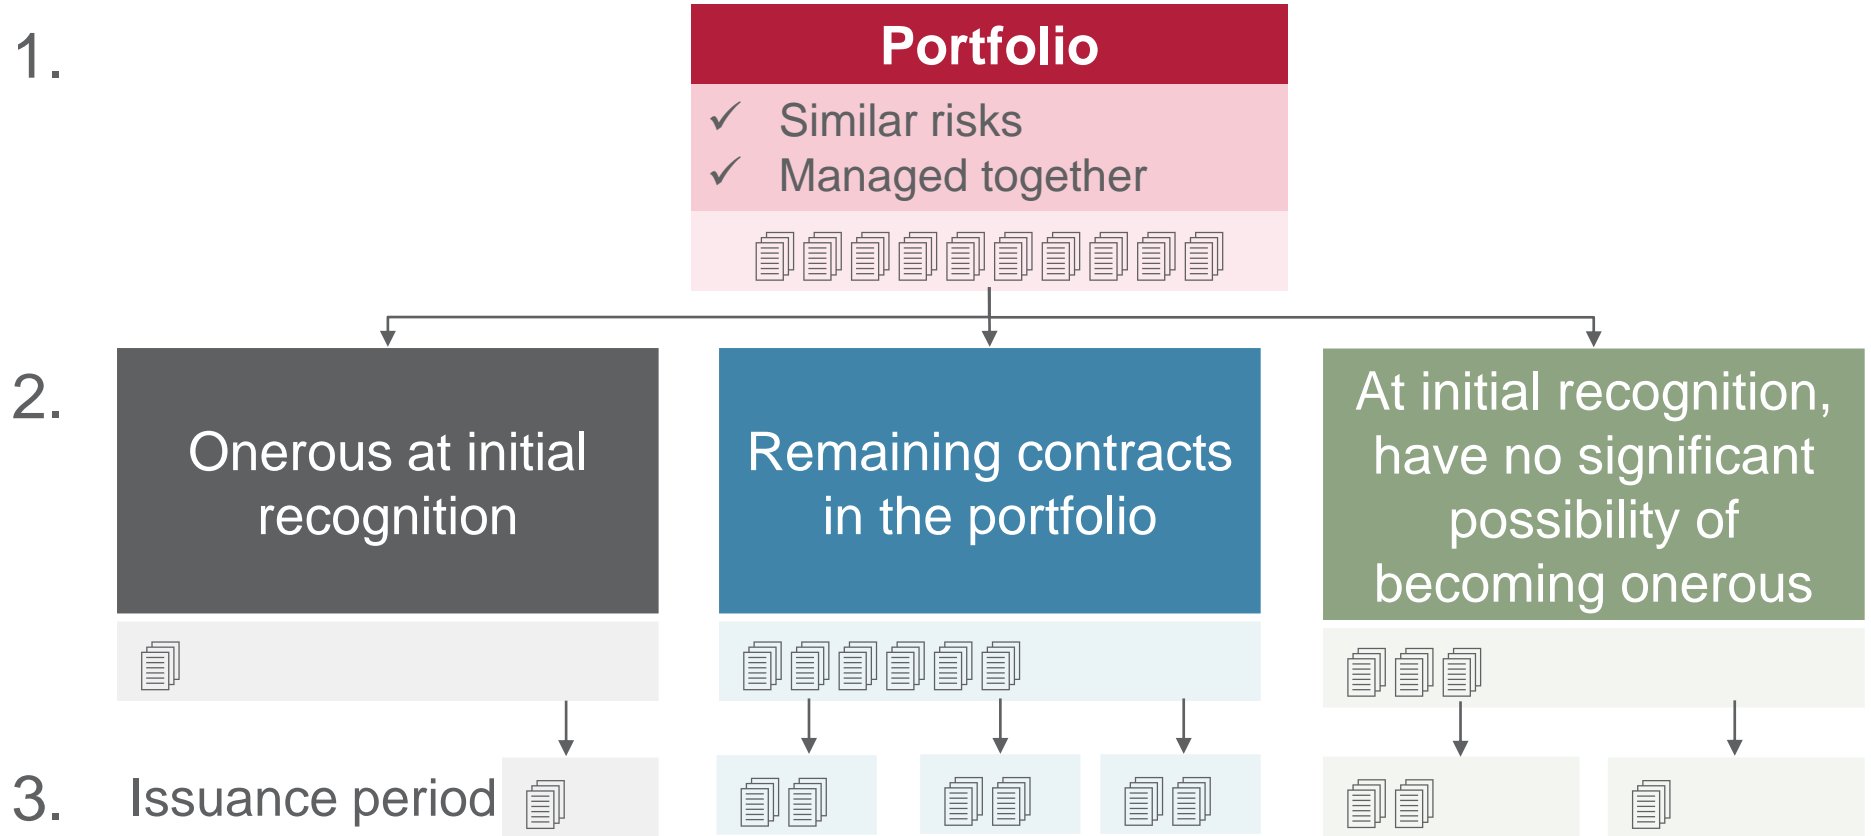 1.
Portfolio
✓ Similar risks
✓ Managed together
2.
Onerous at initial
recognition
Remaining contracts
in the portfolio
At initial recognition,
have no significant
possibility of
becoming onerous
3.
Issuance period